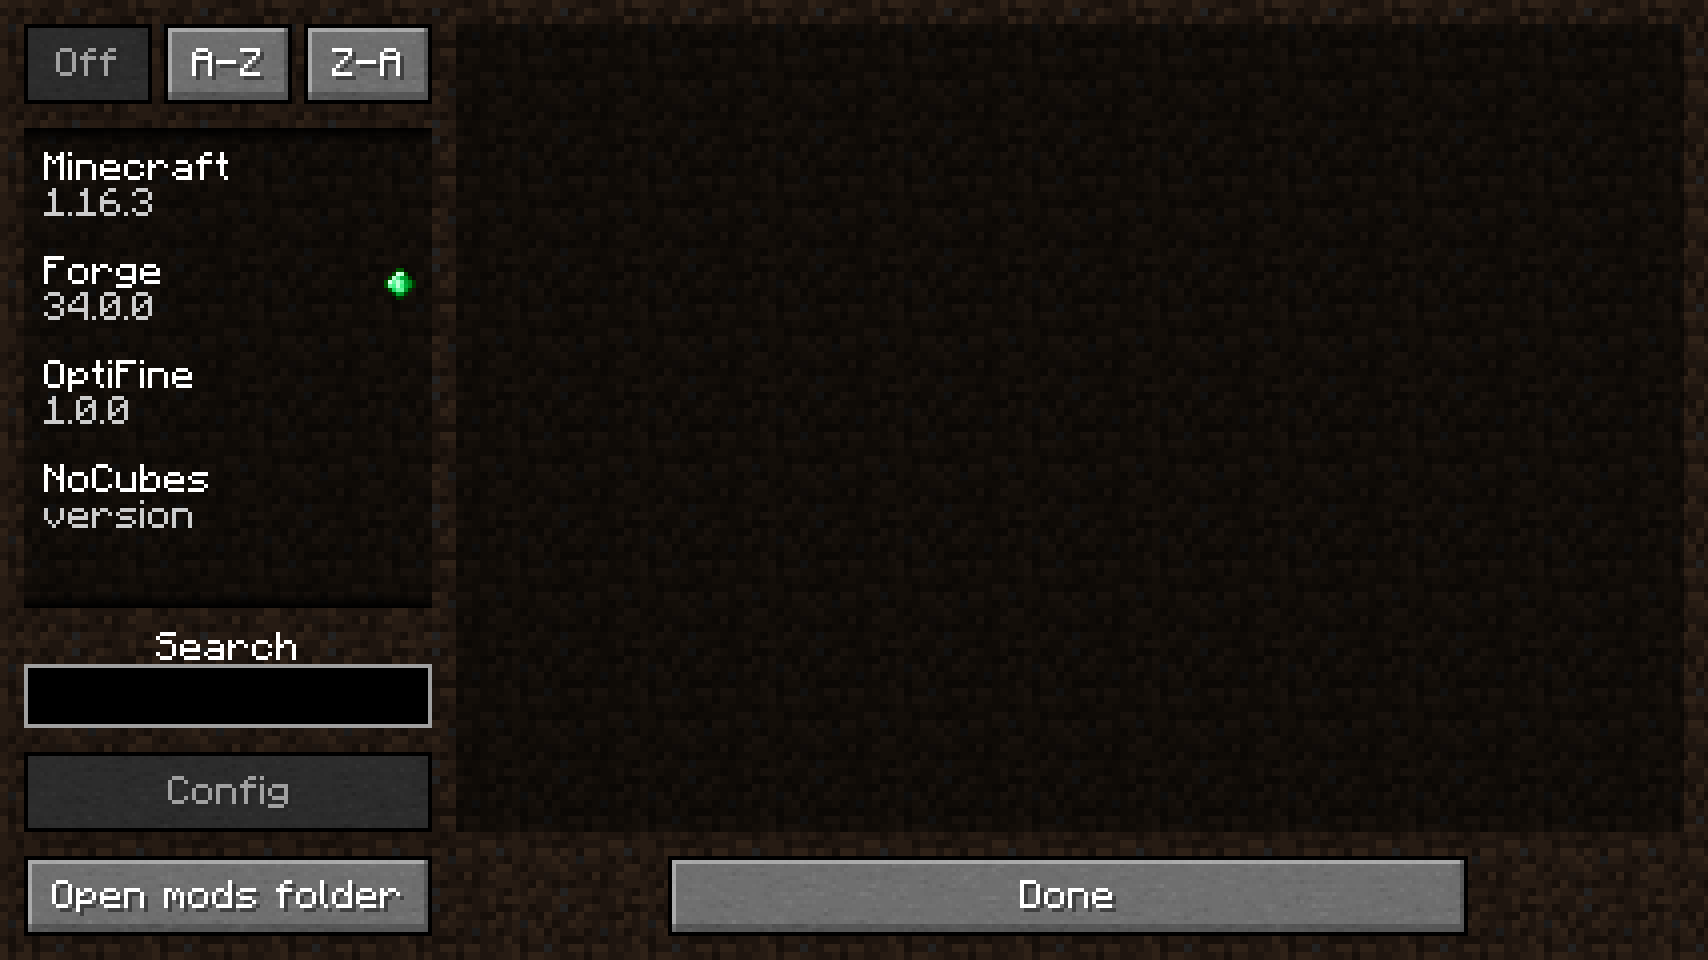 Off A-Z Z-A
Minecraft
1.16.3
Forge
34.0.0
OptiFine
1.0.0
NoCubes
version
Search
Config
Open mods folder
Done